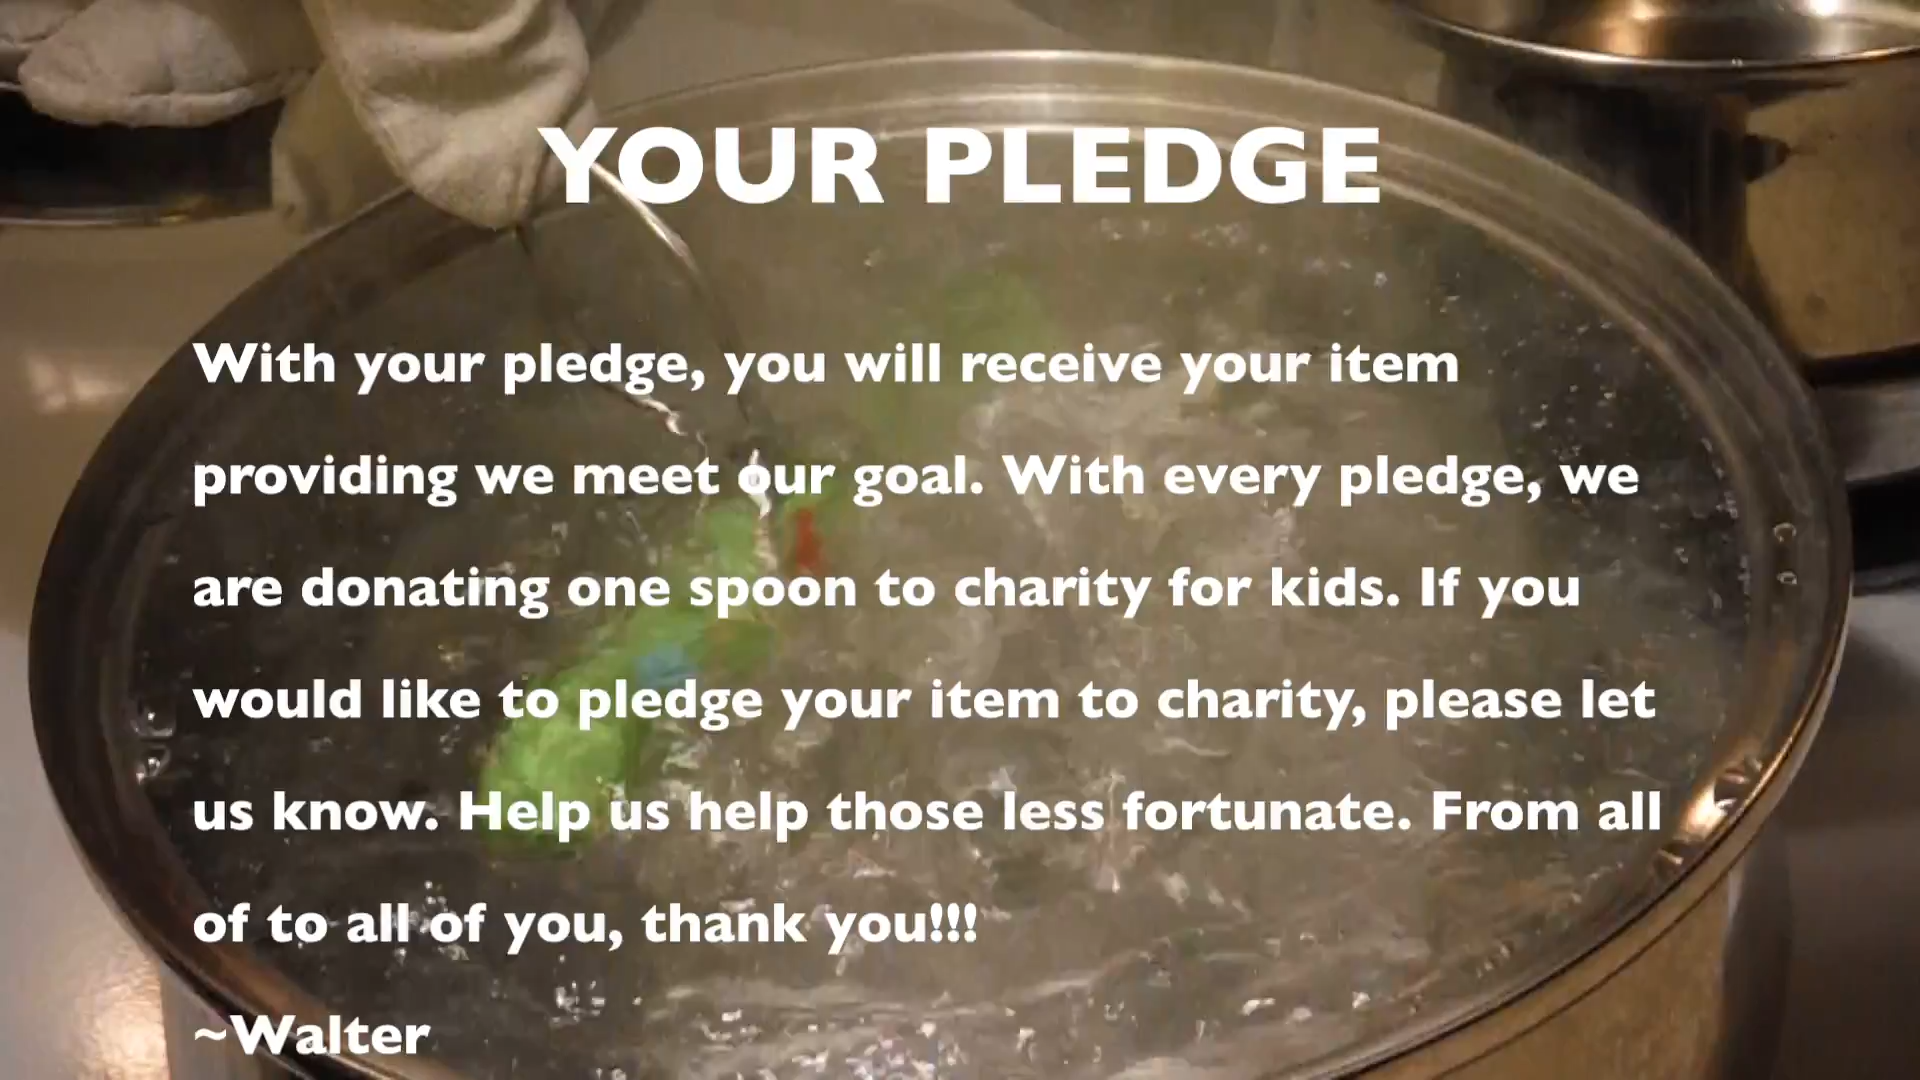 YOUR PLEDGE
With your pledge, you will receive your item
providing we meet our goal. With every pledge, we
are donating one spoon to charity for kids. If you
would like to pledge your item to charity, please let
us know. Help us help those less fortunate. From all
of to all of you, thank you!!!
~Walter